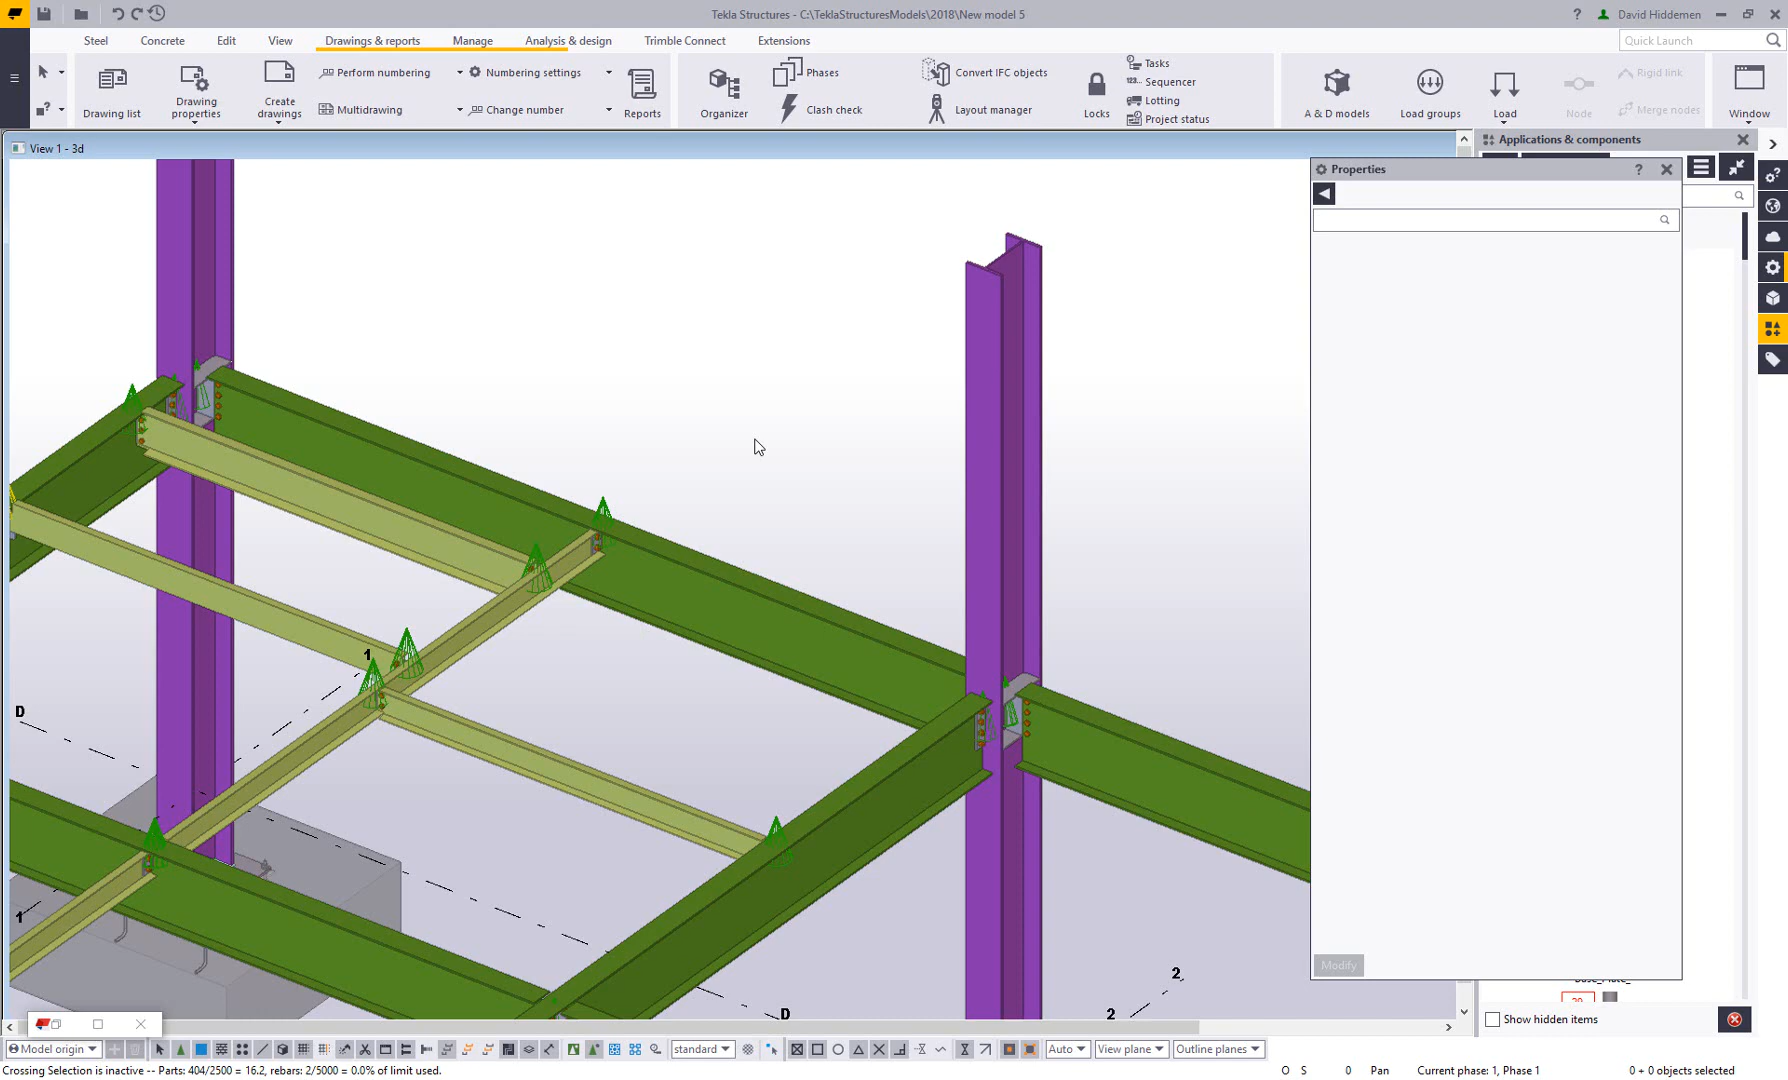 Tekla Structures - C:\TeklaStructuresModels\2018\New model 5
? David Hiddemen
Steel Concrete Edit View Drawings & reports Manage Analysis & design Trimble Connect Extensions
Quick Launch
Drawing list
Drawing properties
Create drawings
Perform numbering
Multidrawing
Numbering settings
Change number
Reports
Organizer
Phases
Clash check
Convert IFC objects
Layout manager
Locks
Tasks
Sequencer
Lotting
Project status
A & D models
Load groups
Load
Node
Rigid link
Merge nodes
Window
View 1 - 3d
Applications & components
Properties ?
1
D
1
2
2
D
Modify
Show hidden items
Model origin
standard
Auto
View plane
Outline planes
Crossing Selection is inactive -- Parts: 404/2500 = 16.2, rebars: 2/5000 = 0.0% of limit used.
O S 0 Pan Current phase: 1, Phase 1 0 + 0 objects selected